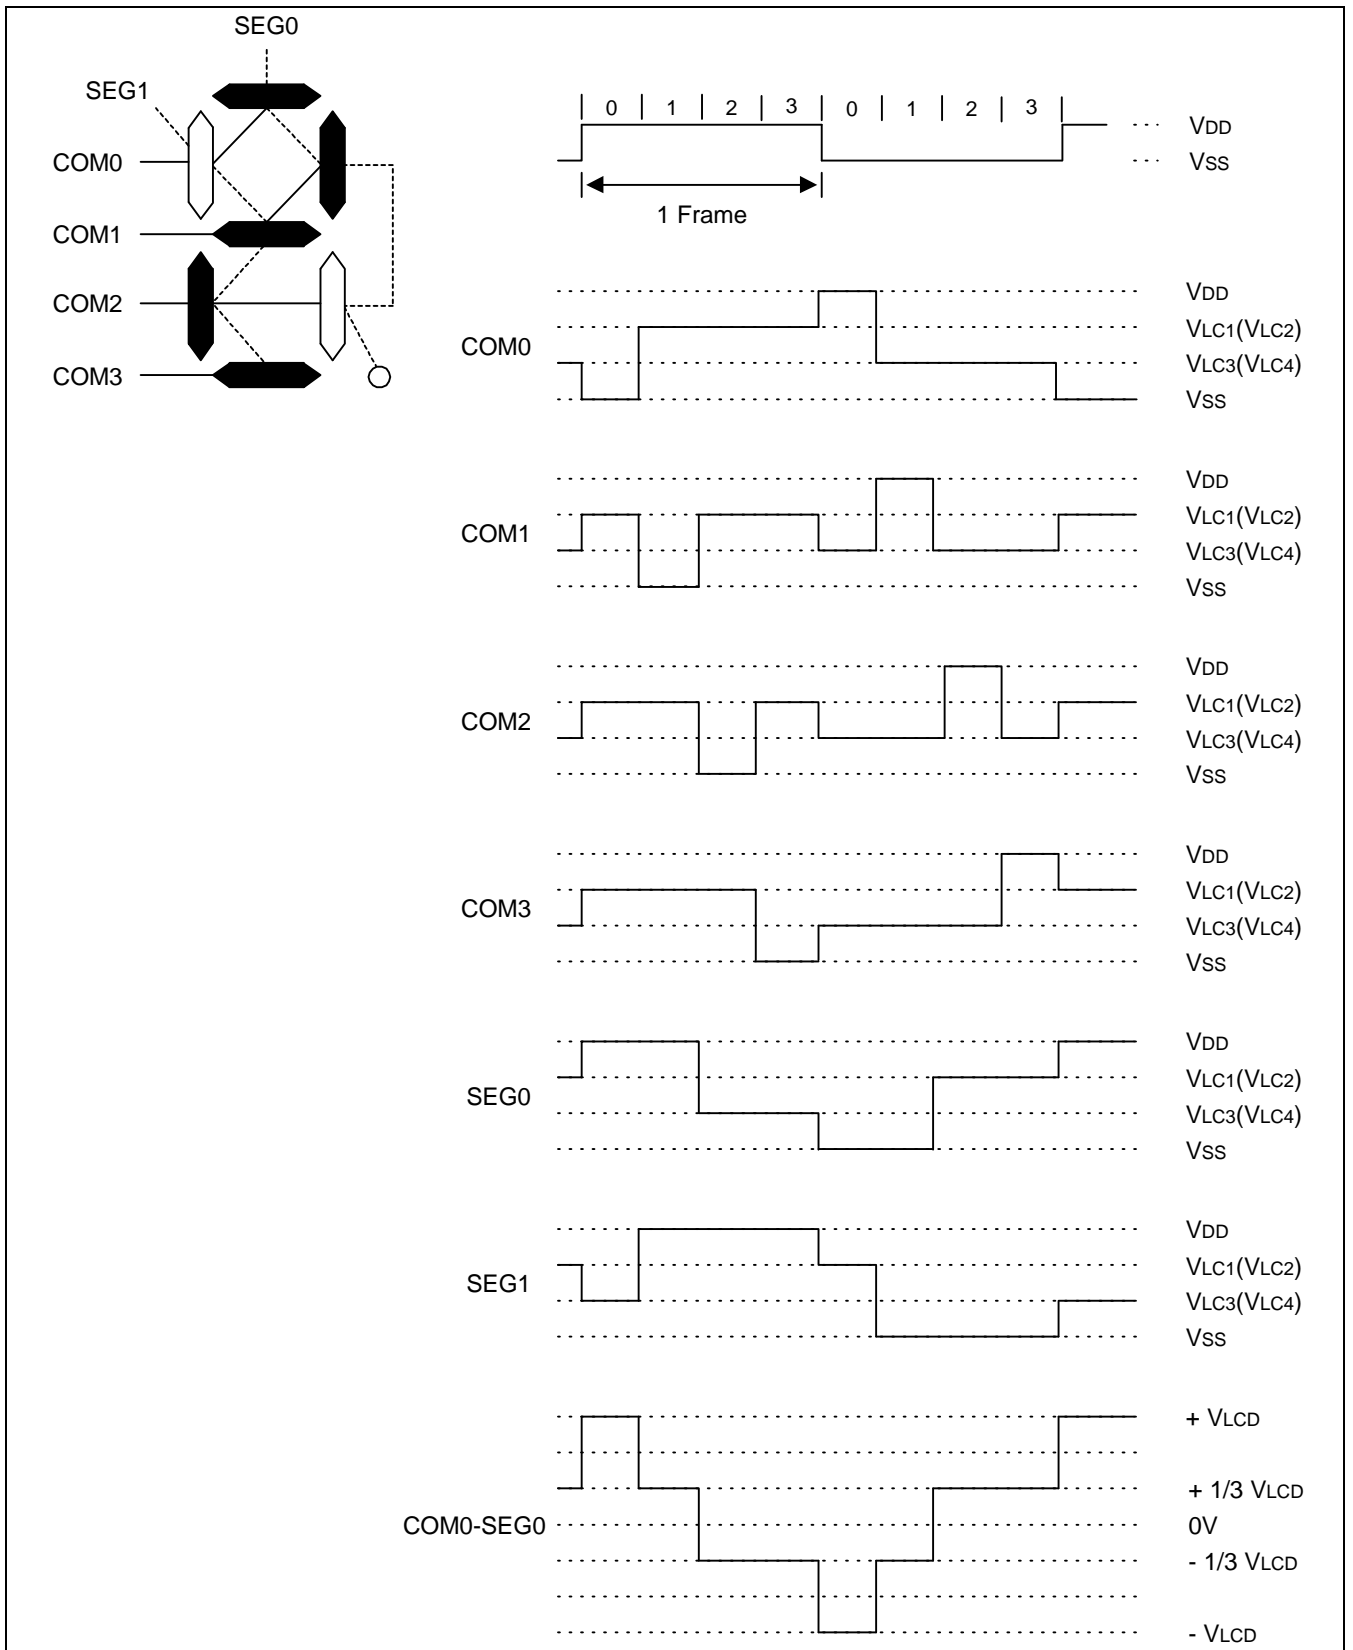 SEG0
SEG1
COM0
COM1
COM2
COM3
0 1 2 3 0 1 2 3
VDD
VSS
1 Frame
COM0
VDD
VLC1(VLC2)
VLC3(VLC4)
VSS
COM1
VDD
VLC1(VLC2)
VLC3(VLC4)
VSS
COM2
VDD
VLC1(VLC2)
VLC3(VLC4)
VSS
COM3
VDD
VLC1(VLC2)
VLC3(VLC4)
VSS
SEG0
VDD
VLC1(VLC2)
VLC3(VLC4)
VSS
SEG1
VDD
VLC1(VLC2)
VLC3(VLC4)
VSS
COM0-SEG0
+ VLCD
+ 1/3 VLCD
0V
- 1/3 VLCD
- VLCD